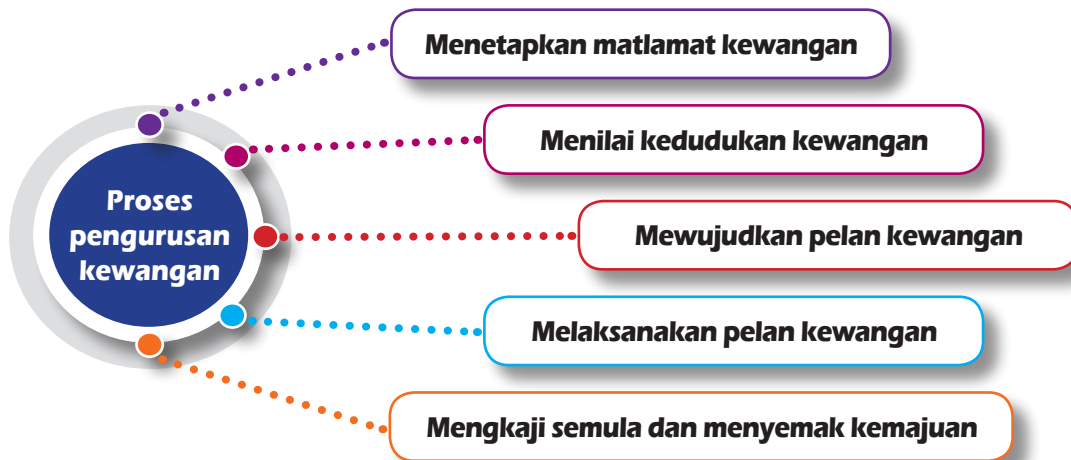 Menetapkan matlamat kewangan
Menilai kedudukan kewangan
Proses
pengurusan
kewangan
Mewujudkan pelan kewangan
Melaksanakan pelan kewangan
Mengkaji semula dan menyemak kemajuan